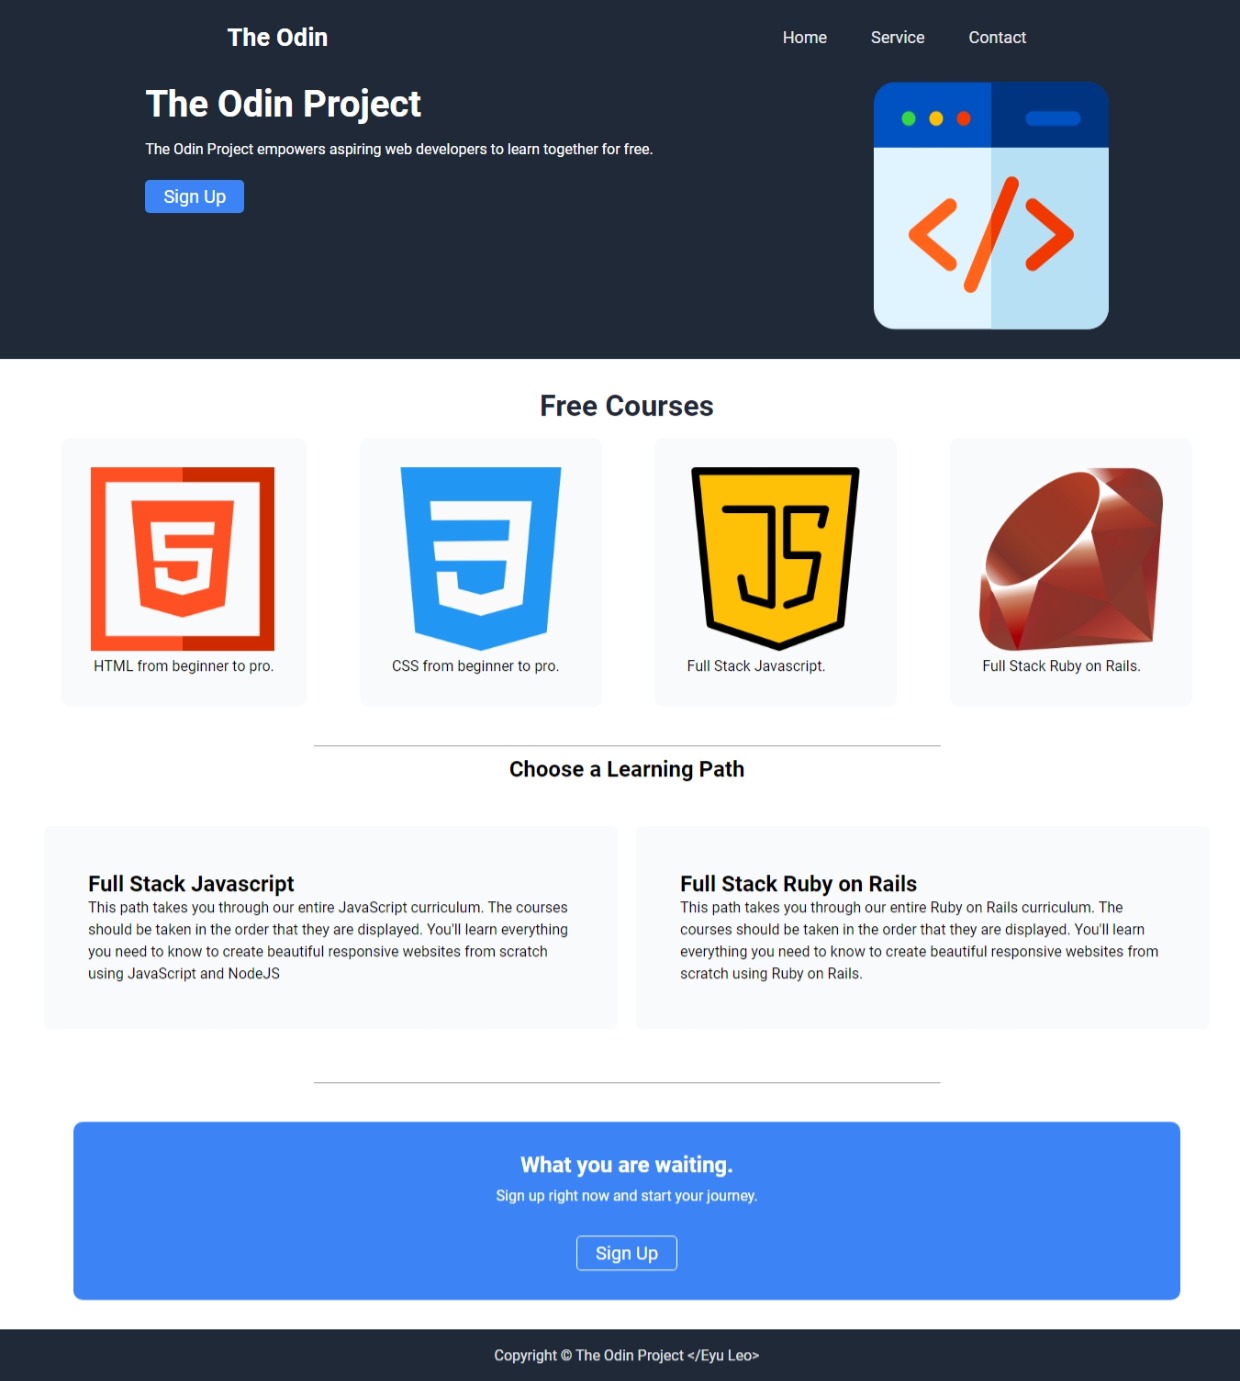 The Odin
Home
Service
Contact
The Odin Project
The Odin Project empowers aspiring web developers to learn together for free.
Sign Up
</>
Free Courses
5
JS
HTML from beginner to pro.
CSS from beginner to pro.
Full Stack Javascript.
Full Stack Ruby on Rails.
Choose a Learning Path
Full Stack Javascript
This path takes you through our entire JavaScript curriculum. The courses
should be taken in the order that they are displayed. You'll learn everything
you need to know to create beautiful responsive websites from scratch
using JavaScript and NodeJS
Full Stack Ruby on Rails
This path takes you through our entire Ruby on Rails curriculum. The
courses should be taken in the order that they are displayed. You'll learn
everything you need to know to create beautiful responsive websites from
scratch using Ruby on Rails.
What you are waiting.
Sign up right now and start your journey.
Sign Up
Copyright © The Odin Project </Eyu Leo>